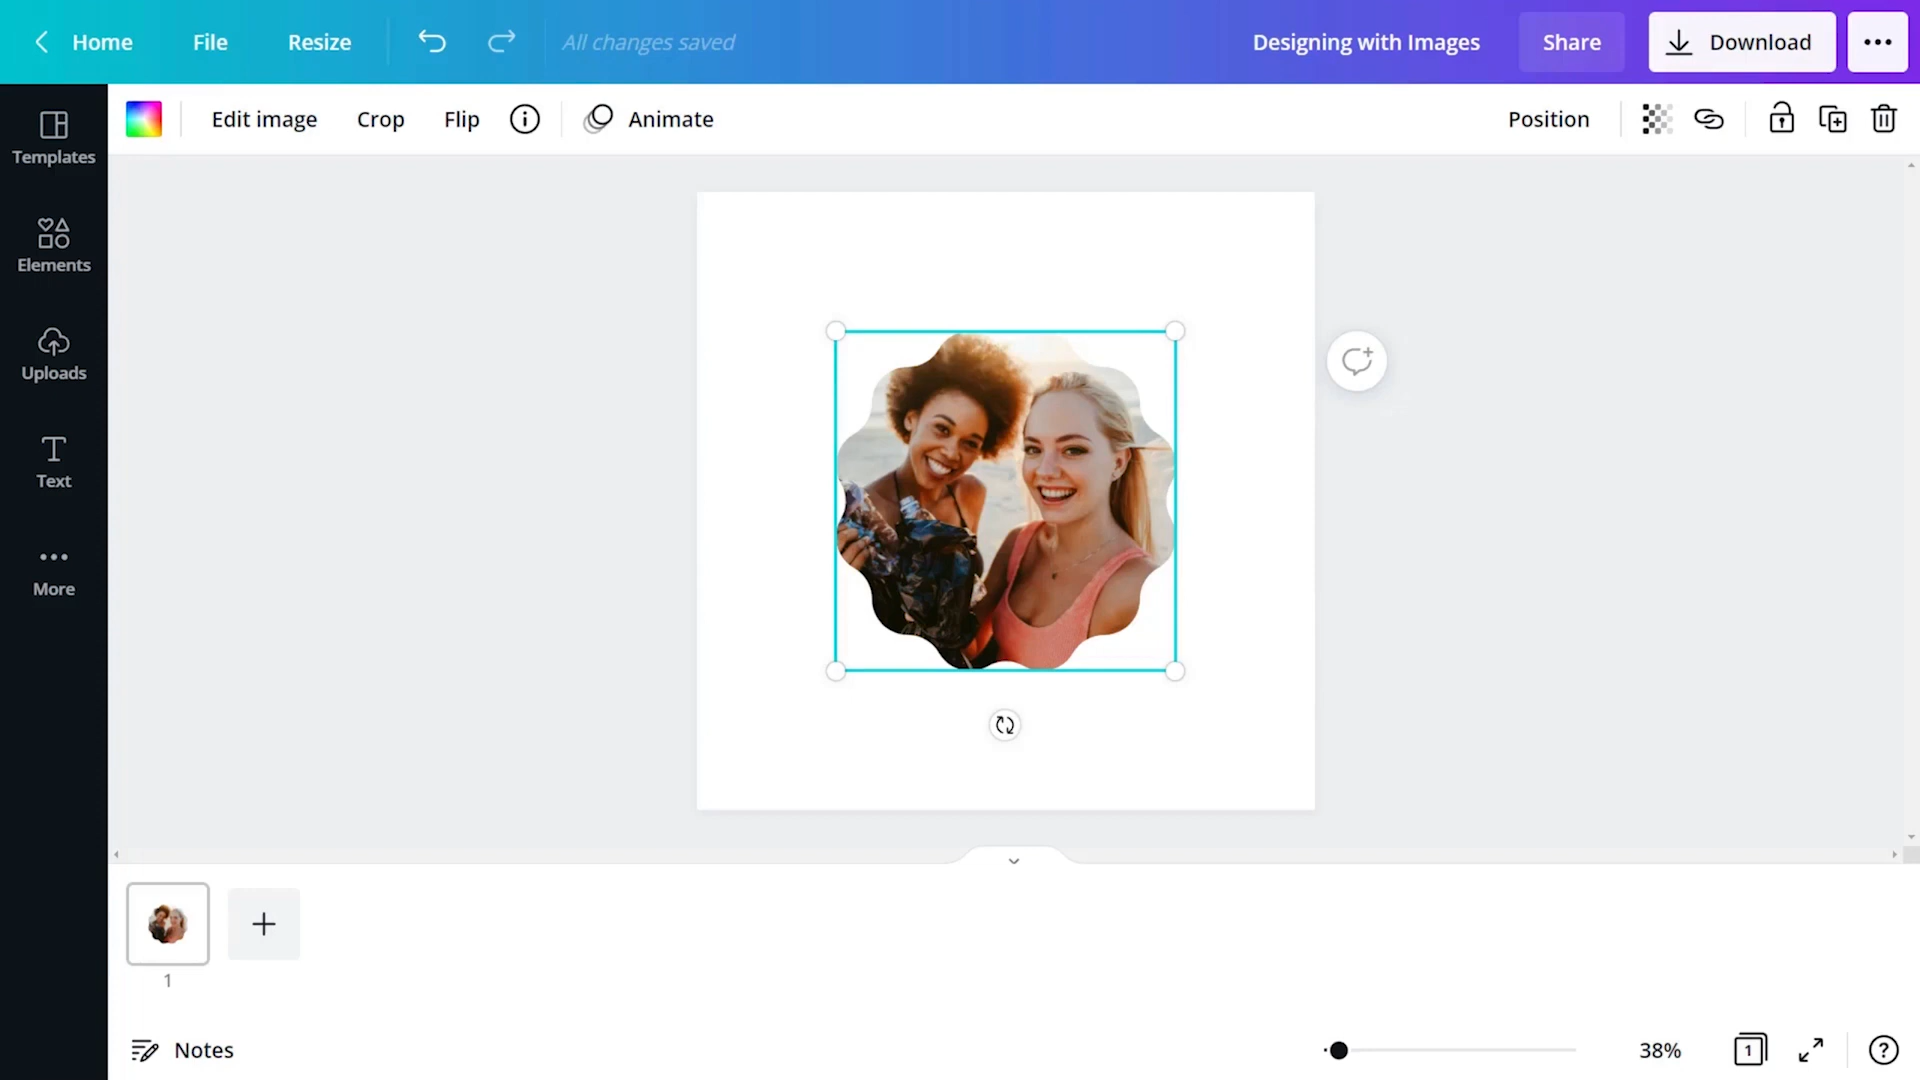 Home File Resize All changes saved Designing with Images Share Download
Edit image Crop Flip Animate Position
Templates
Elements
Uploads
Text
More
1
Notes 38% 1 ?